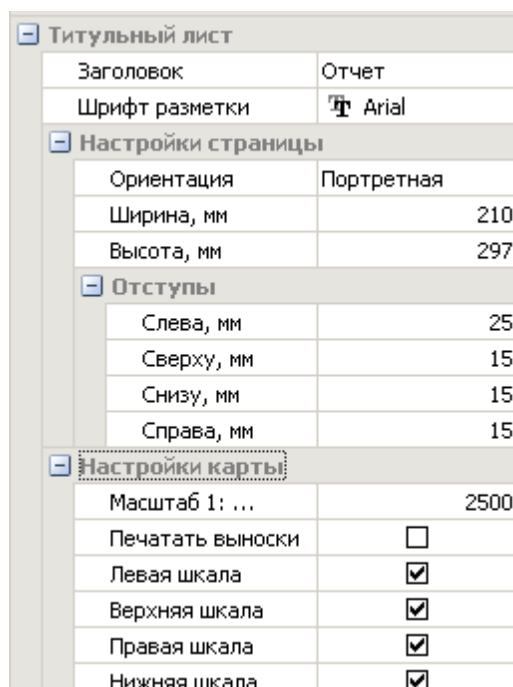 Титульный лист
Заголовок Отчет
Шрифт разметки Arial
Настройки страницы
Ориентация Портретная
Ширина, мм 210
Высота, мм 297
Отступы
Слева, мм 25
Сверху, мм 15
Снизу, мм 15
Справа, мм 15
Настройки карты
Масштаб 1: ... 2500
Печатать выноски
Левая шкала
Верхняя шкала
Правая шкала
Нижняя шкала